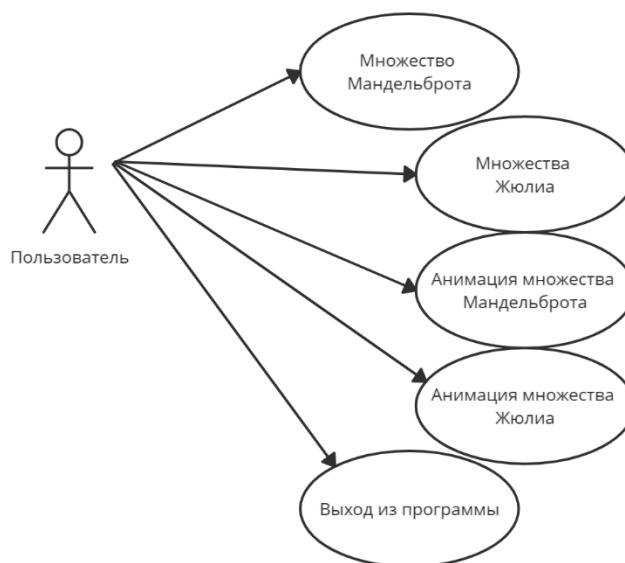 Множество
Мандельброта
Множества
Жюлиа
Пользователь
Анимация множества
Мандельброта
Анимация множества
Жюлиа
Выход из программы